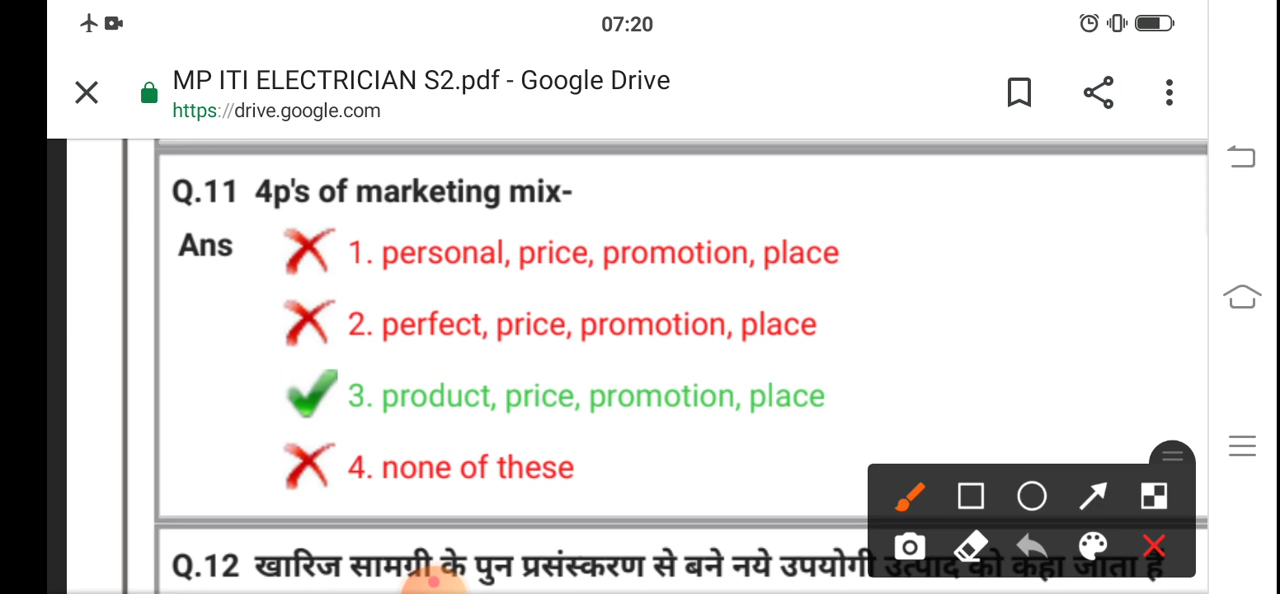 07:20
MP ITI ELECTRICIAN S2.pdf - Google Drive
https://drive.google.com
Q.11 4p's of marketing mix-
Ans 1. personal, price, promotion, place
2. perfect, price, promotion, place
3. product, price, promotion, place
4. none of these
Q.12 खारिज सामग्री के पुन प्रसंस्करण से बने नये उपयोगी उत्पाद को कहा जाता है